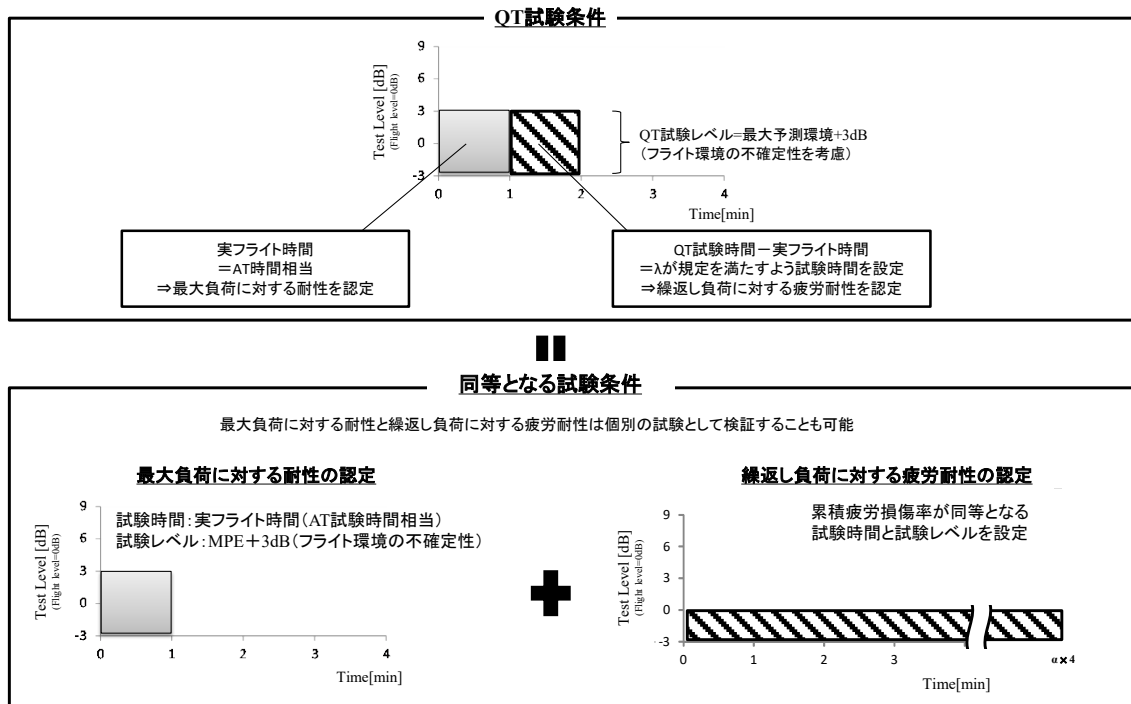 QT試験条件
Test Level [dB]
(Flight level=0dB)
9
6
3
0
-3
0
1
2
3
4
Time[min]
QT試験レベル=最大予測環境+3dB
(フライト環境の不確定性を考慮)
実フライト時間
=AT時間相当
⇒最大負荷に対する耐性を認定
QT試験時間-実フライト時間
=λが規定を満たすよう試験時間を設定
⇒繰返し負荷に対する疲労耐性を認定
同等となる試験条件
最大負荷に対する耐性と繰返し負荷に対する疲労耐性は個別の試験として検証することも可能
最大負荷に対する耐性の認定
試験時間:実フライト時間(AT試験時間相当)
試験レベル:MPE+3dB(フライト環境の不確定性)
Test Level [dB]
(Flight level=0dB)
9
6
3
0
-3
0
1
2
3
4
Time[min]
繰返し負荷に対する疲労耐性の認定
累積疲労損傷率が同等となる
試験時間と試験レベルを設定
Test Level [dB]
(Flight level=0dB)
9
6
3
0
-3
0
1
2
3
α×4
Time[min]